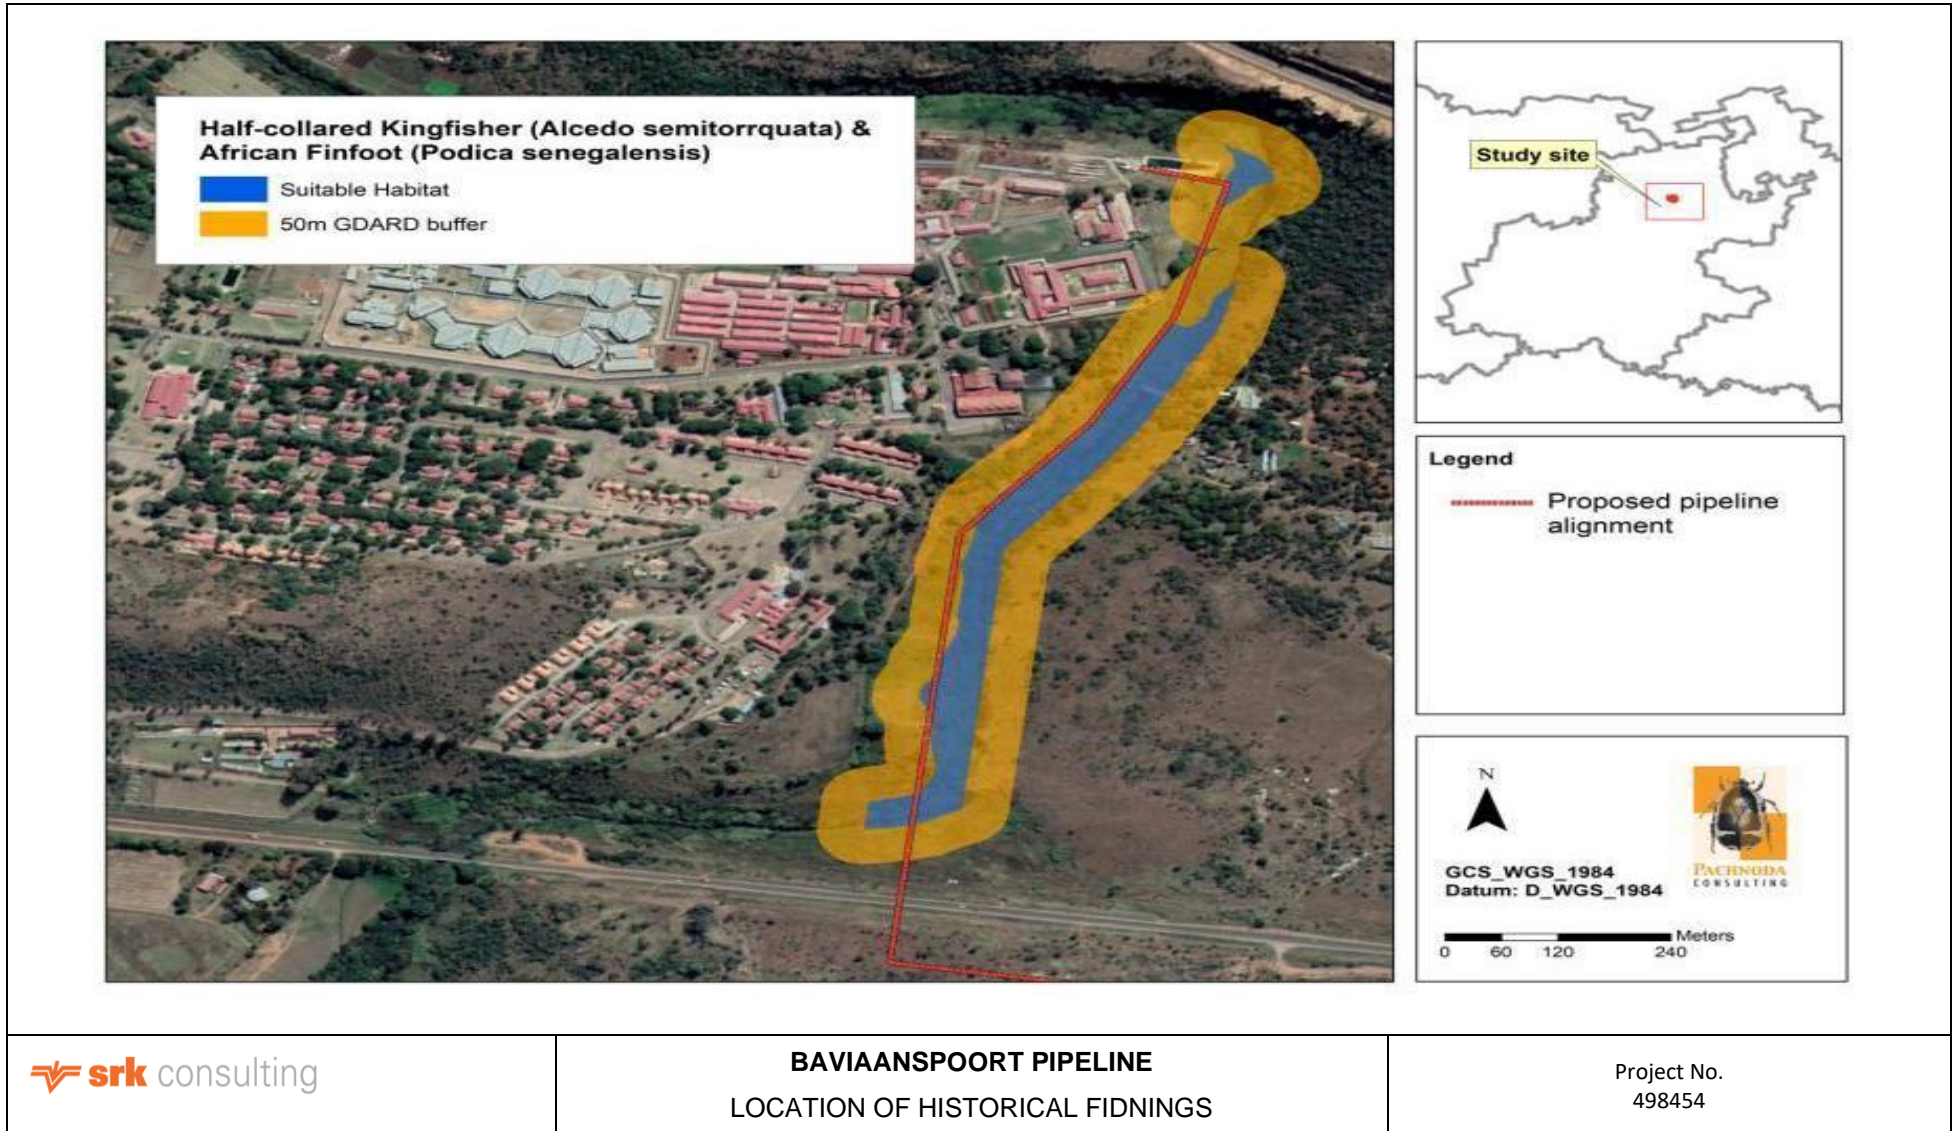 Half-collared Kingfisher (Alcedo semitorrquata) &
African Finfoot (Podica senegalensis)
Suitable Habitat
50m GDARD buffer
Study site
Legend
Proposed pipeline
alignment
N
PACHNODA
CONSULTING
GCS_WGS_1984
Datum: D_WGS_1984
Meters
0 60 120 240
srk consulting
BAVIAANSPOORT PIPELINE
LOCATION OF HISTORICAL FIDNINGS
Project No.
498454